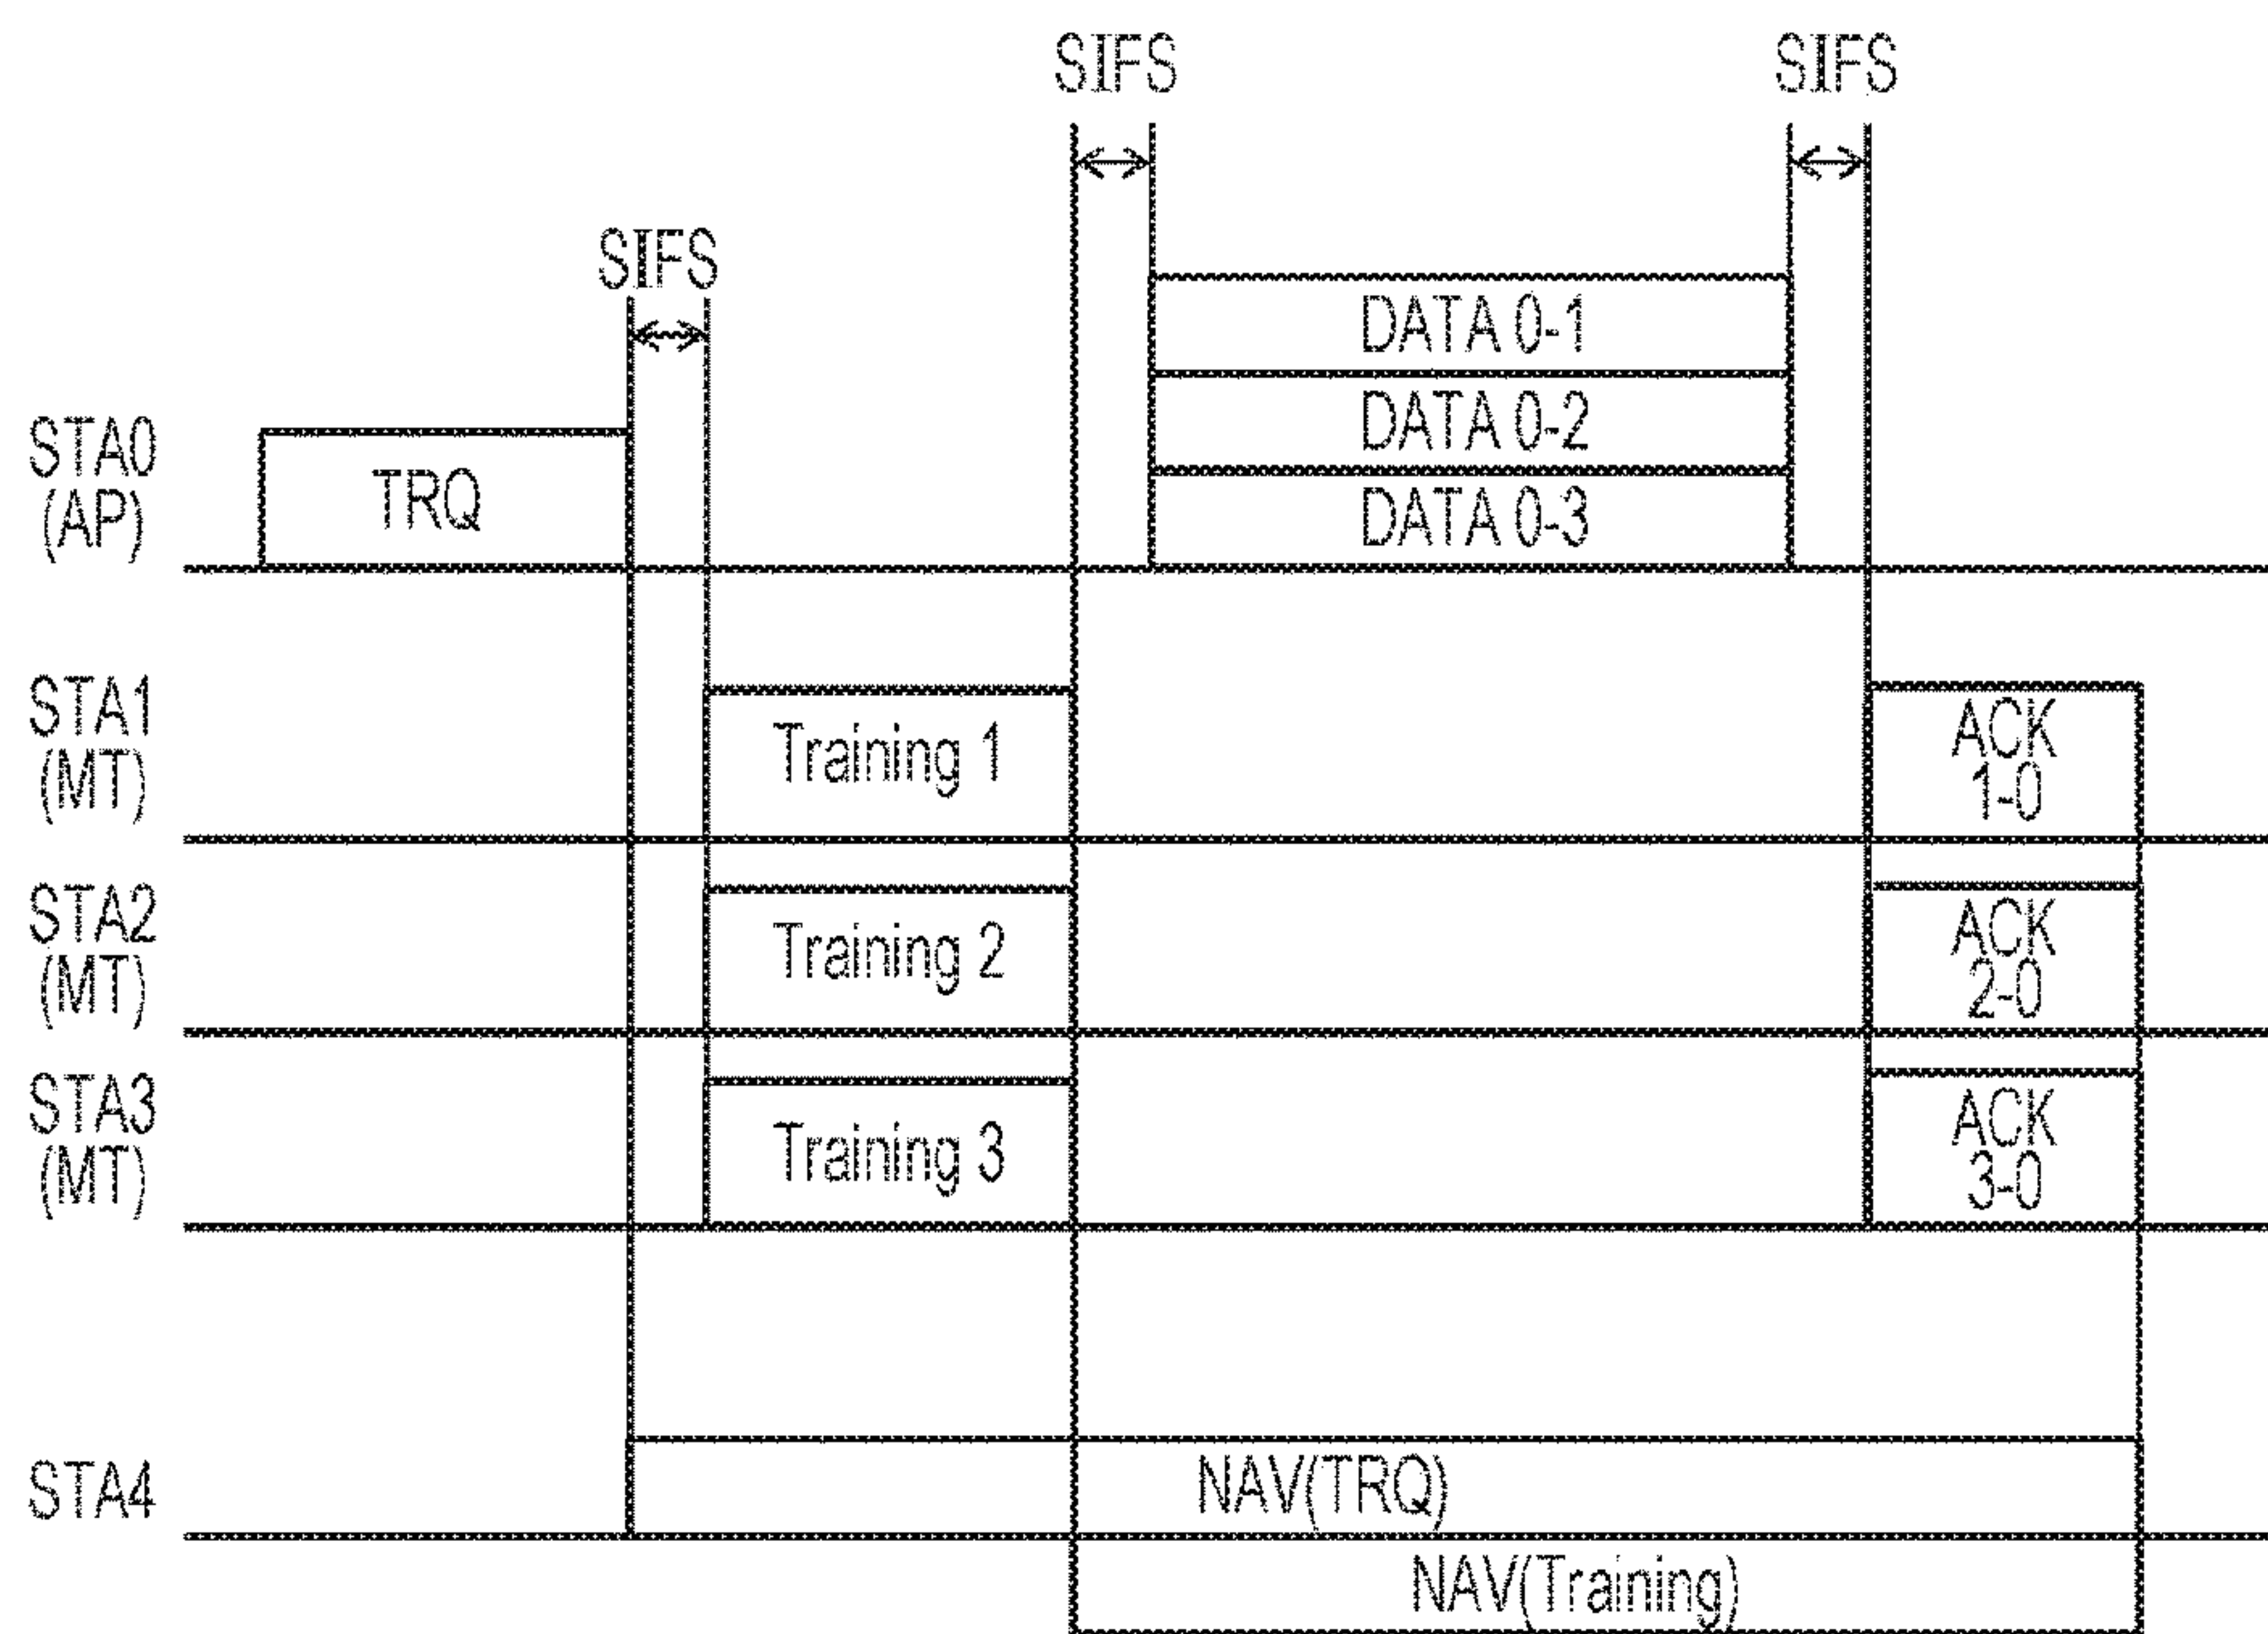 SIFS
SIFS
SIFS
DATA 0-1
DATA 0-2
DATA 0-3
STA0
(AP)
TRQ
STA1
(MT)
Training 1
ACK
1-0
STA2
(MT)
Training 2
ACK
2-0
STA3
(MT)
Training 3
ACK
3-0
STA4
NAV(TRQ)
NAV(Training)